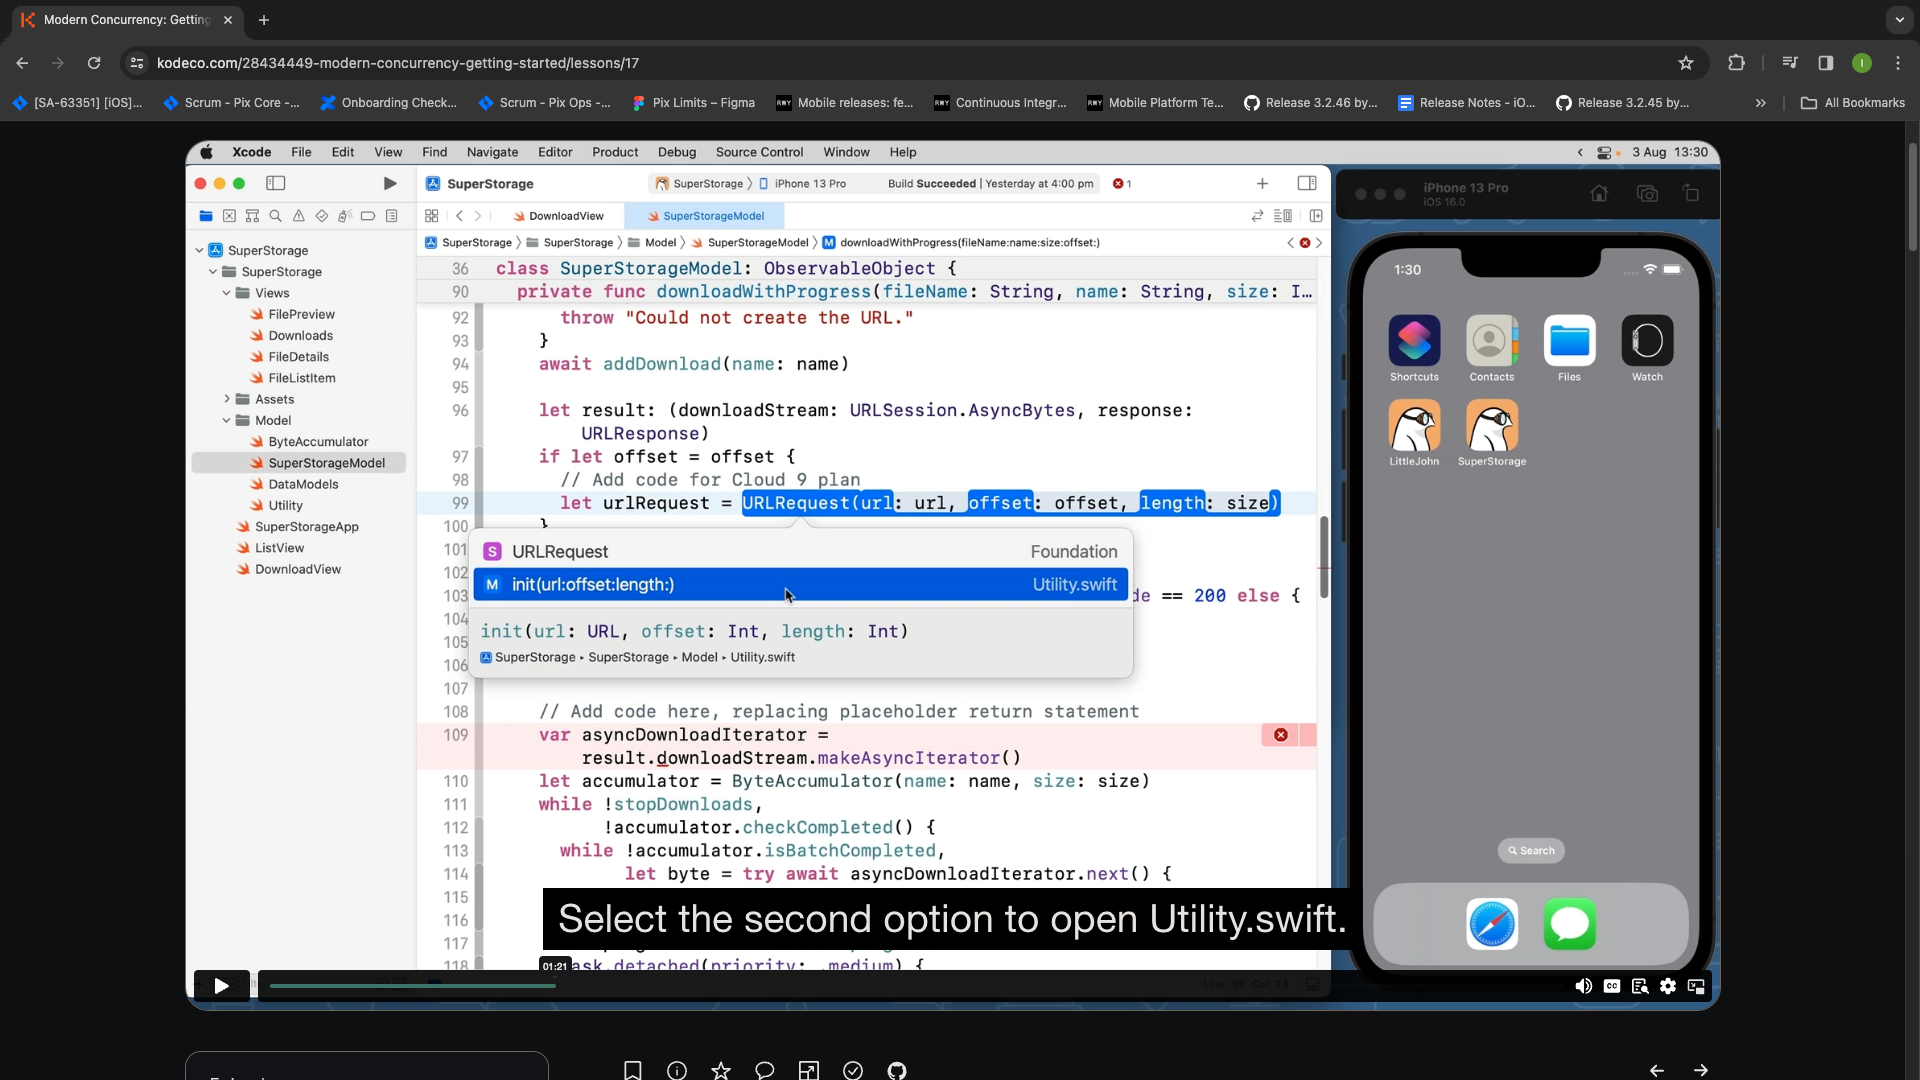 Modern Concurrency: Getting
kodeco.com/28434449-modern-concurrency-getting-started/lessons/17
[SA-63351] [iOS]...
Scrum - Pix Core -...
Onboarding Check...
Scrum - Pix Ops -...
Pix Limits – Figma
RWY
Mobile releases: fe...
RWY
Continuous Integr...
RWY
Mobile Platform Te...
Release 3.2.46 by...
Release Notes - iO...
Release 3.2.45 by...
All Bookmarks
Xcode File Edit View Find Navigate Editor Product Debug Source Control Window Help
3 Aug 13:30
SuperStorage
SuperStorage
iPhone 13 Pro
Build Succeeded | Yesterday at 4:00 pm
1
DownloadView
SuperStorageModel
SuperStorage
SuperStorage
Model
SuperStorageModel
M downloadWithProgress(fileName:name:size:offset:)
SuperStorage
SuperStorage
Views
FilePreview
Downloads
FileDetails
FileListItem
Assets
Model
ByteAccumulator
SuperStorageModel
DataModels
Utility
SuperStorageApp
ListView
DownloadView
36 class SuperStorageModel: ObservableObject {
90 private func downloadWithProgress(fileName: String, name: String, size: I...
92 throw "Could not create the URL."
93 }
94 await addDownload(name: name)
95
96 let result: (downloadStream: URLSession.AsyncBytes, response:
URLResponse)
97 if let offset = offset {
98 // Add code for Cloud 9 plan
99 let urlRequest = URLRequest(url: url, offset: offset, length: size)
100 }
101
102
103 de == 200 else {
104
105
106
107
S URLRequest Foundation
M init(url:offset:length:) Utility.swift
init(url: URL, offset: Int, length: Int)
SuperStorage ▸ SuperStorage ▸ Model ▸ Utility.swift
108 // Add code here, replacing placeholder return statement
109 var asyncDownloadIterator =
result.downloadStream.makeAsyncIterator()
110 let accumulator = ByteAccumulator(name: name, size: size)
111 while !stopDownloads,
112 !accumulator.checkCompleted() {
113 while !accumulator.isBatchCompleted,
114 let byte = try await asyncDownloadIterator.next() {
115
116
117
118 ask.detached(priority: .medium) {
Select the second option to open Utility.swift.
01:21
CC
iPhone 13 Pro
iOS 16.0
1:30
Shortcuts
Contacts
Files
Watch
LittleJohn
SuperStorage
Search